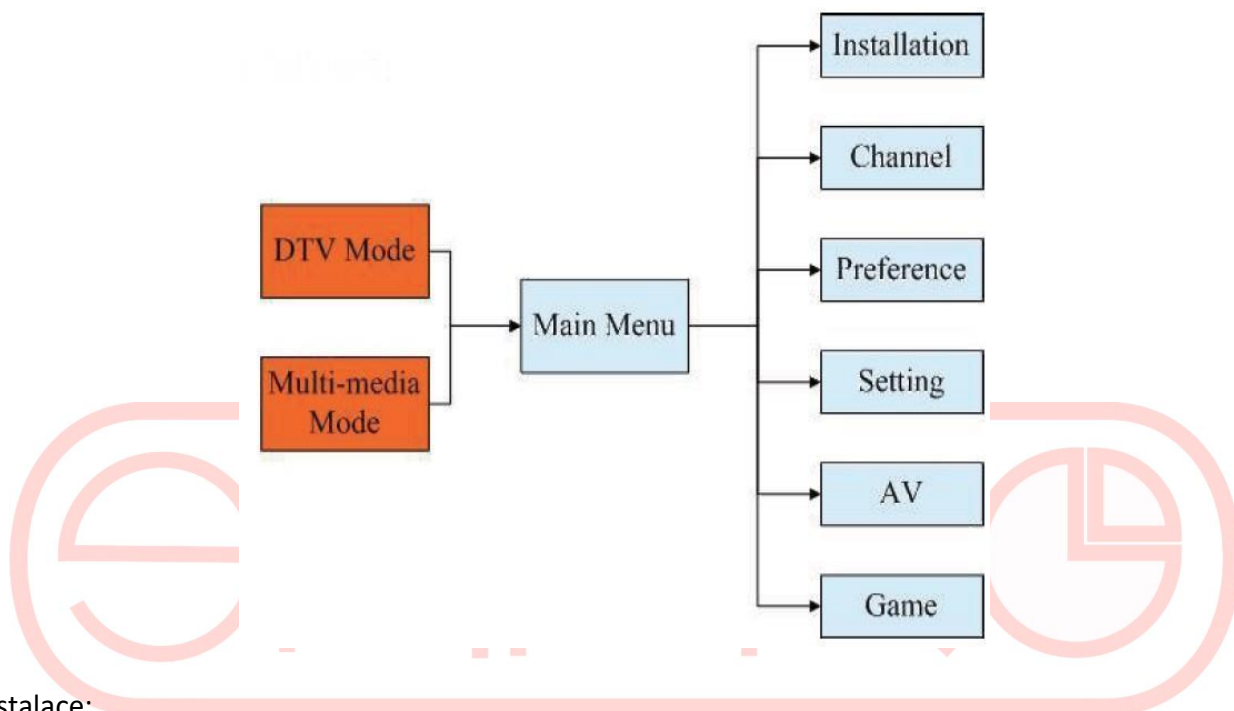 Installation
Channel
DTV Mode
Preference
Main Menu
Multi-media
Mode
Setting
AV
Game
stalace: